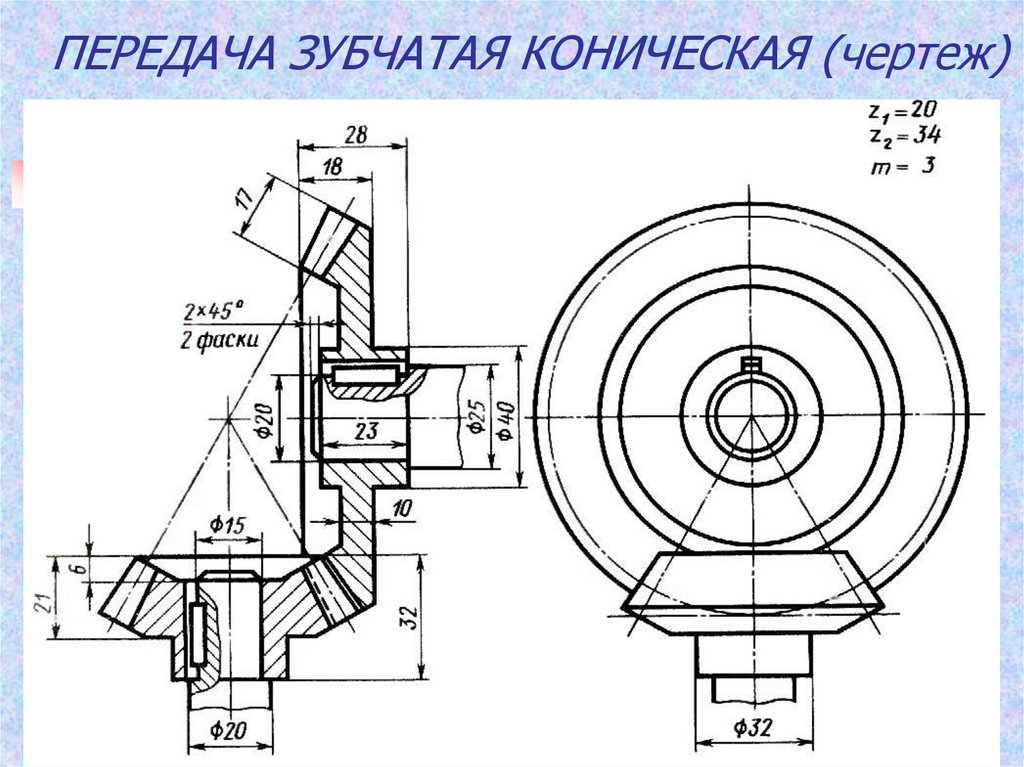 ПЕРЕДАЧА ЗУБЧАТАЯ КОНИЧЕСКАЯ (чертеж)
z₁ = 20
z₂ = 34
m = 3
28
18
17
2×45°
2 фаски
ф20
23
ф25
ф40
10
ф15
6
21
32
ф20
ф32